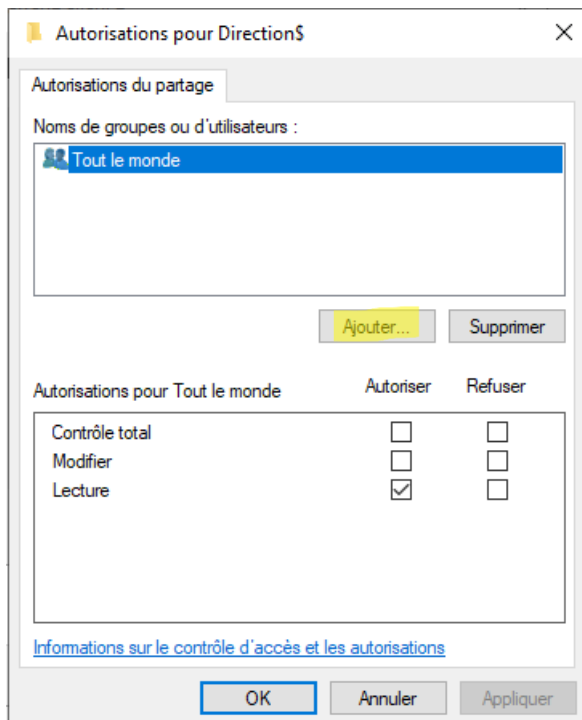 Autorisations pour Direction$
Autorisations du partage
Noms de groupes ou d'utilisateurs :
Tout le monde
Ajouter... Supprimer
Autorisations pour Tout le monde Autoriser Refuser
Contrôle total
Modifier
Lecture
Informations sur le contrôle d'accès et les autorisations
OK Annuler Appliquer